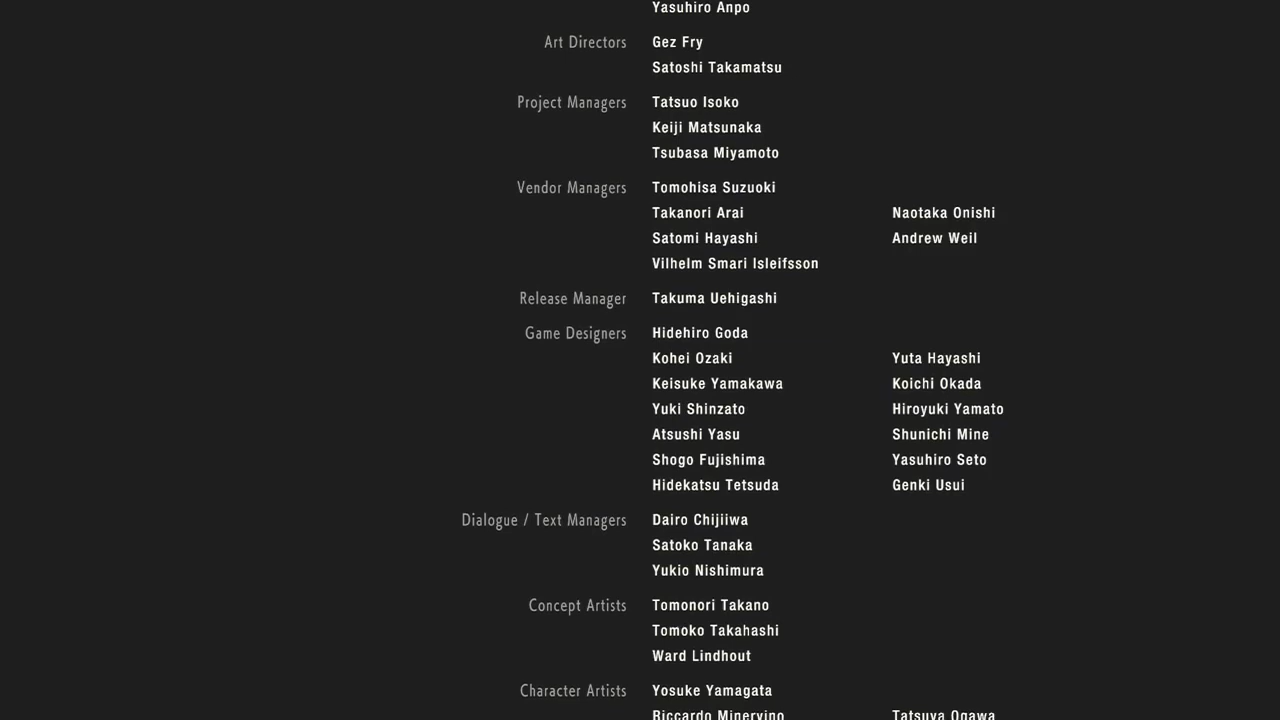 Yasuhiro Anpo
Art Directors Gez Fry
Satoshi Takamatsu
Project Managers Tatsuo Isoko
Keiji Matsunaka
Tsubasa Miyamoto
Vendor Managers Tomohisa Suzuoki
Takanori Arai Naotaka Onishi
Satomi Hayashi Andrew Weil
Vilhelm Smari Isleifsson
Release Manager Takuma Uehigashi
Game Designers Hidehiro Goda
Kohei Ozaki Yuta Hayashi
Keisuke Yamakawa Koichi Okada
Yuki Shinzato Hiroyuki Yamato
Atsushi Yasu Shunichi Mine
Shogo Fujishima Yasuhiro Seto
Hidekatsu Tetsuda Genki Usui
Dialogue / Text Managers Dairo Chijiiwa
Satoko Tanaka
Yukio Nishimura
Concept Artists Tomonori Takano
Tomoko Takahashi
Ward Lindhout
Character Artists Yosuke Yamagata
Riccardo Minervino Tatsuya Ogawa